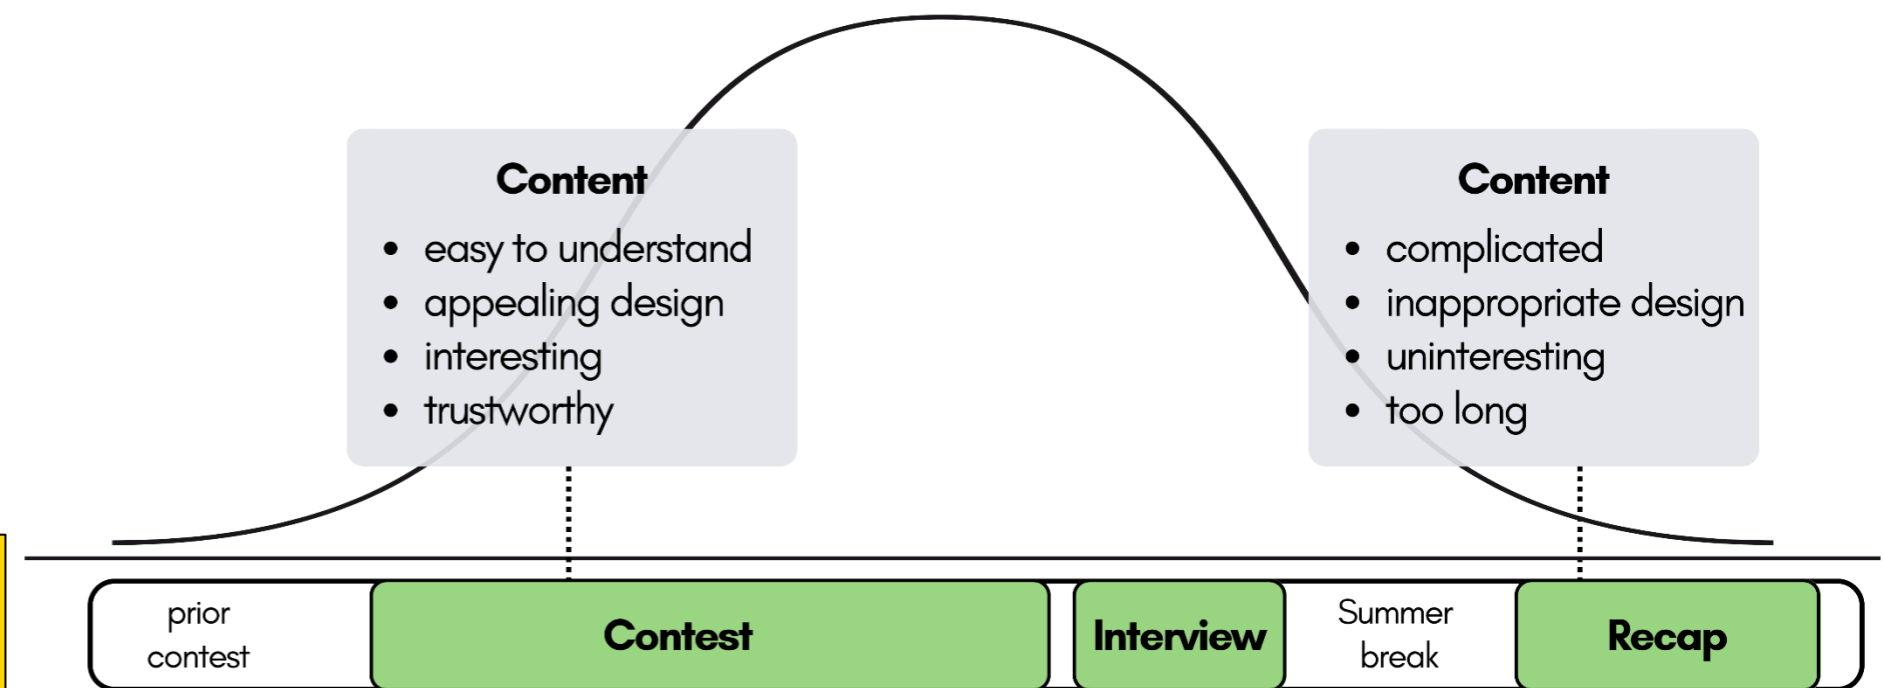 Content
• easy to understand
• appealing design
• interesting
• trustworthy
Content
• complicated
• inappropriate design
• uninteresting
• too long
prior
contest
Contest
Interview
Summer
break
Recap